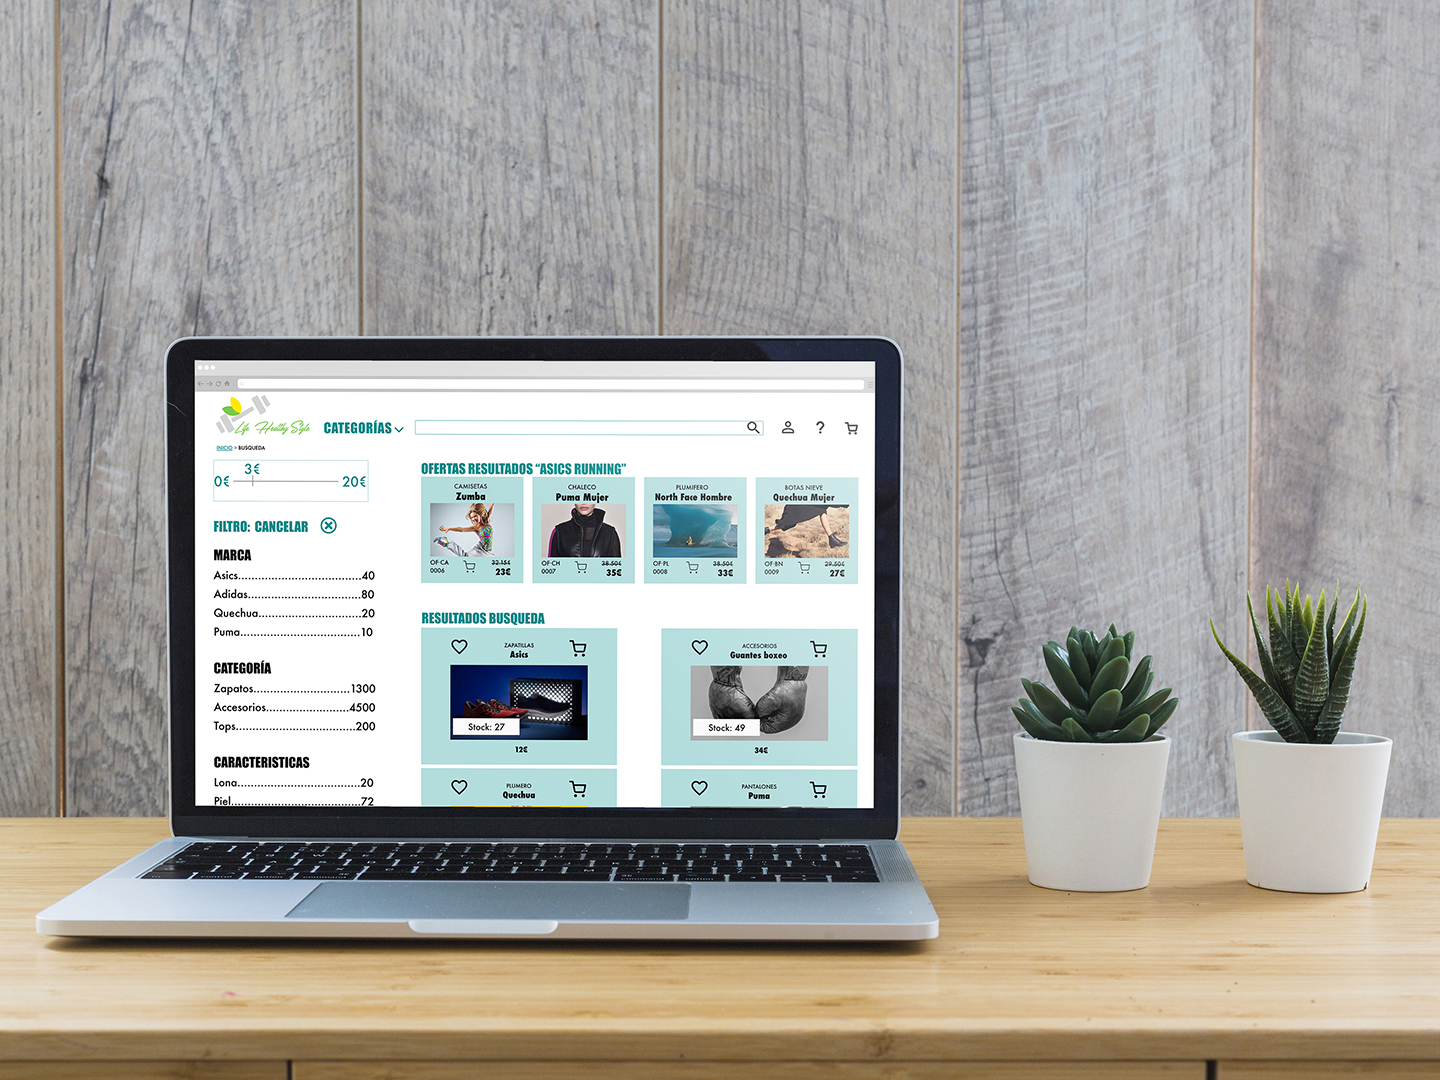 Life Healthy Style
CATEGORÍAS
INICIO > BUSQUEDA
0€ 3€ 20€
FILTRO: CANCELAR
MARCA
Asics....................................40
Adidas..................................80
Quechua...............................20
Puma...................................10
CATEGORÍA
Zapatos............................1300
Accesorios........................4500
Tops...................................200
CARACTERISTICAS
Lona....................................20
Piel......................................72
OFERTAS RESULTADOS “ASICS RUNNING”
CAMISETAS
Zumba
OF-CA
0006
32.15€
23€
CHALECO
Puma Mujer
OF-CH
0007
38.50€
35€
PLUMIFERO
North Face Hombre
OF-PL
0008
38.50€
33€
BOTAS NIEVE
Quechua Mujer
OF-BN
0009
29.50€
27€
RESULTADOS BUSQUEDA
ZAPATILLAS
Asics
Stock: 27
12€
ACCESORIOS
Guantes boxeo
Stock: 49
34€
PLUMERO
Quechua
PANTALONES
Puma